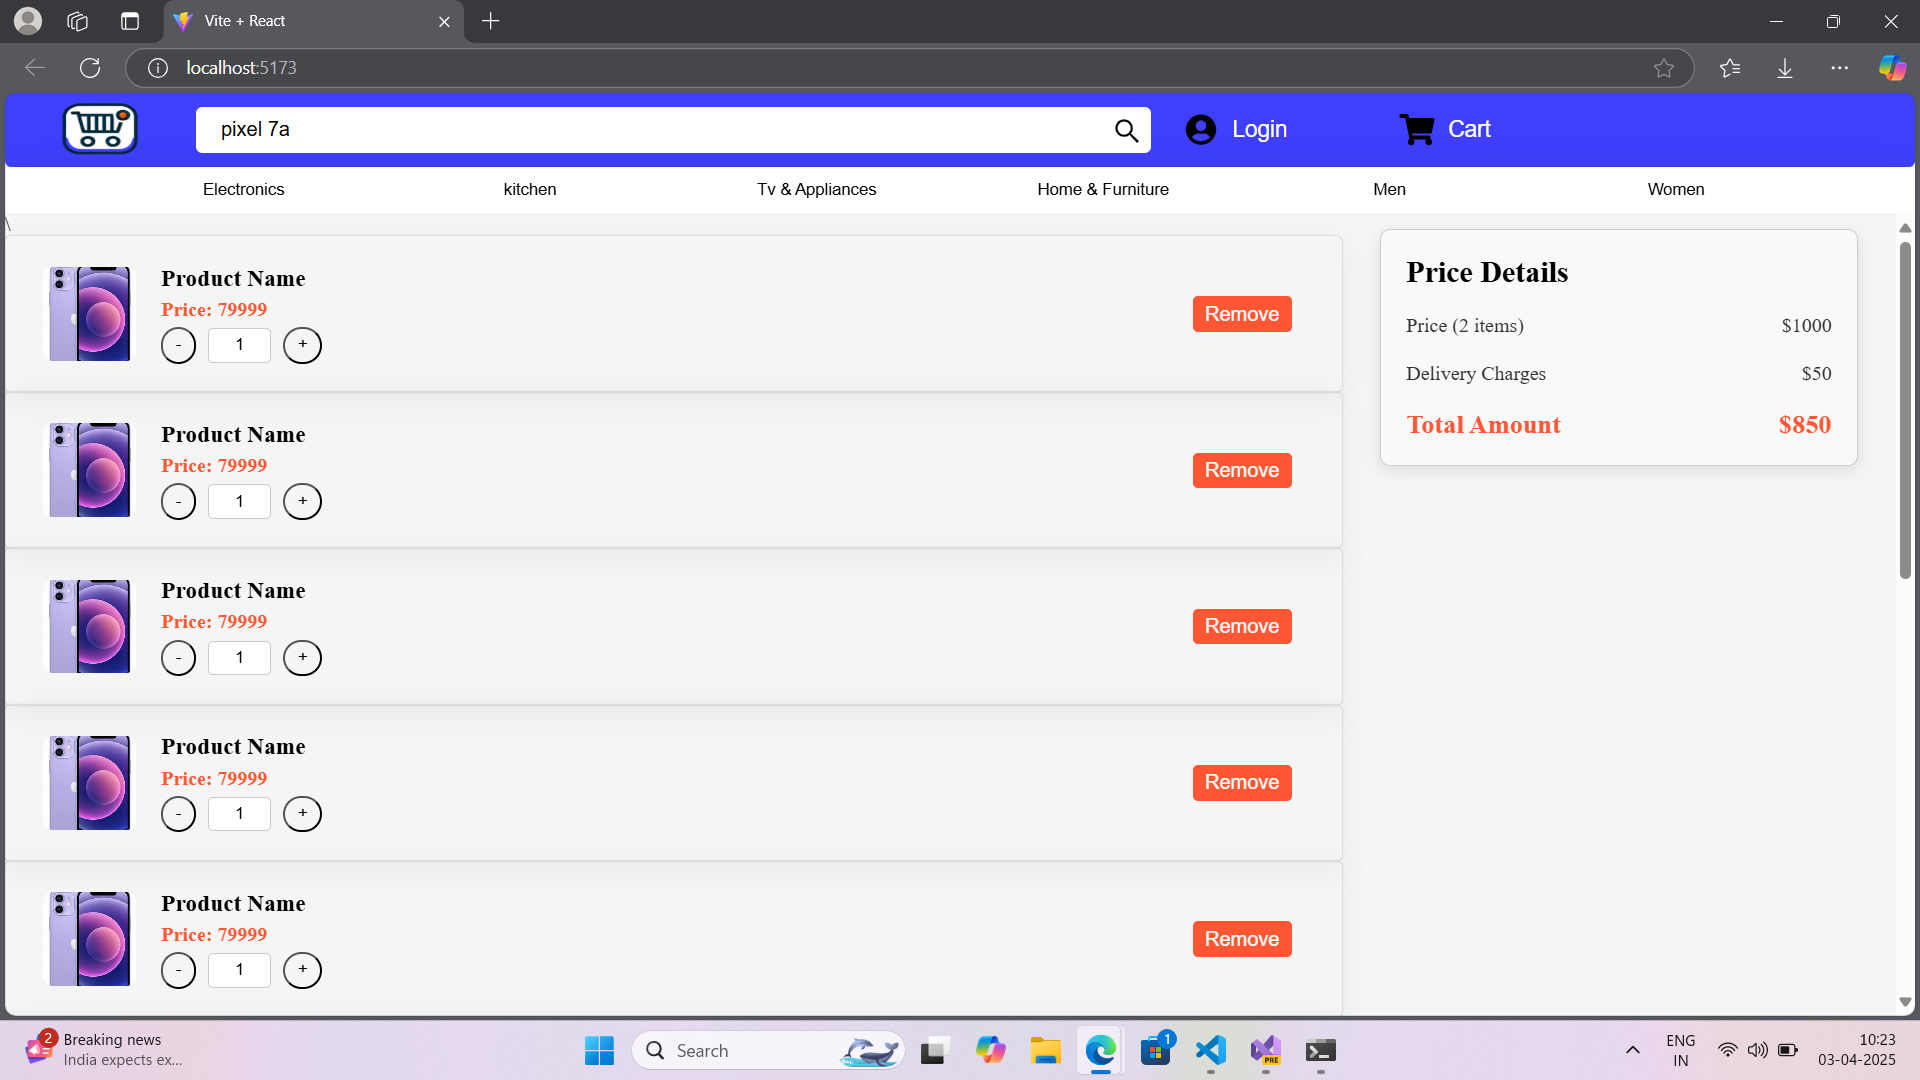 Vite + React
localhost:5173
pixel 7a
Login
Cart
Electronics
kitchen
Tv & Appliances
Home & Furniture
Men
Women
\
Product Name
Price: 79999
- 1 +
Remove
Product Name
Price: 79999
- 1 +
Remove
Product Name
Price: 79999
- 1 +
Remove
Product Name
Price: 79999
- 1 +
Remove
Product Name
Price: 79999
- 1 +
Remove
Price Details
Price (2 items) $1000
Delivery Charges $50
Total Amount $850
2
Breaking news
India expects ex...
Search
1
PRE
ENG
IN
10:23
03-04-2025